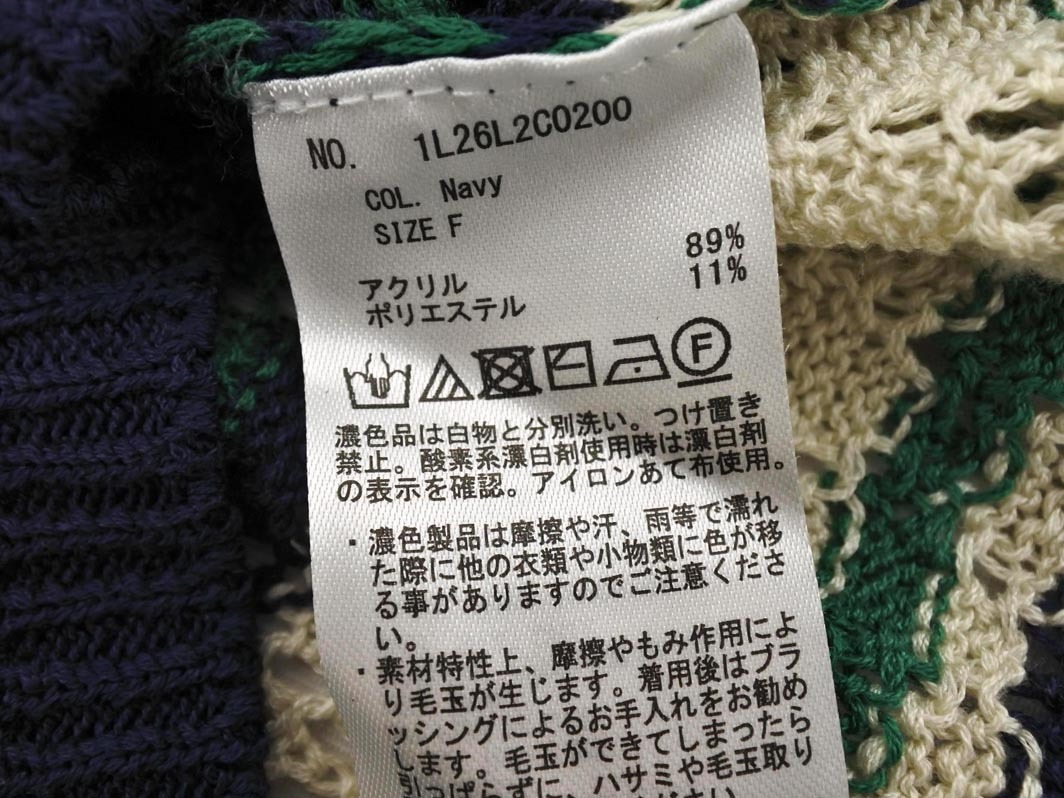 NO. 1L26L2C0200
COL. Navy
SIZE F
アクリル 89%
ポリエステル 11%
F
濃色品は白物と分別洗い。つけ置き
禁止。酸素系漂白剤使用時は漂白剤
の表示を確認。アイロンあて布使用。
・濃色製品は摩擦や汗、雨等で濡れ
た際に他の衣類や小物類に色が移
る事がありますのでご注意くださ
い。
・素材特性上、摩擦やもみ作用によ
り毛玉が生じます。着用後はブラ
ッシングによるお手入れをお勧め
します。毛玉ができてしまったら
引っぱらずに、ハサミや毛玉取り